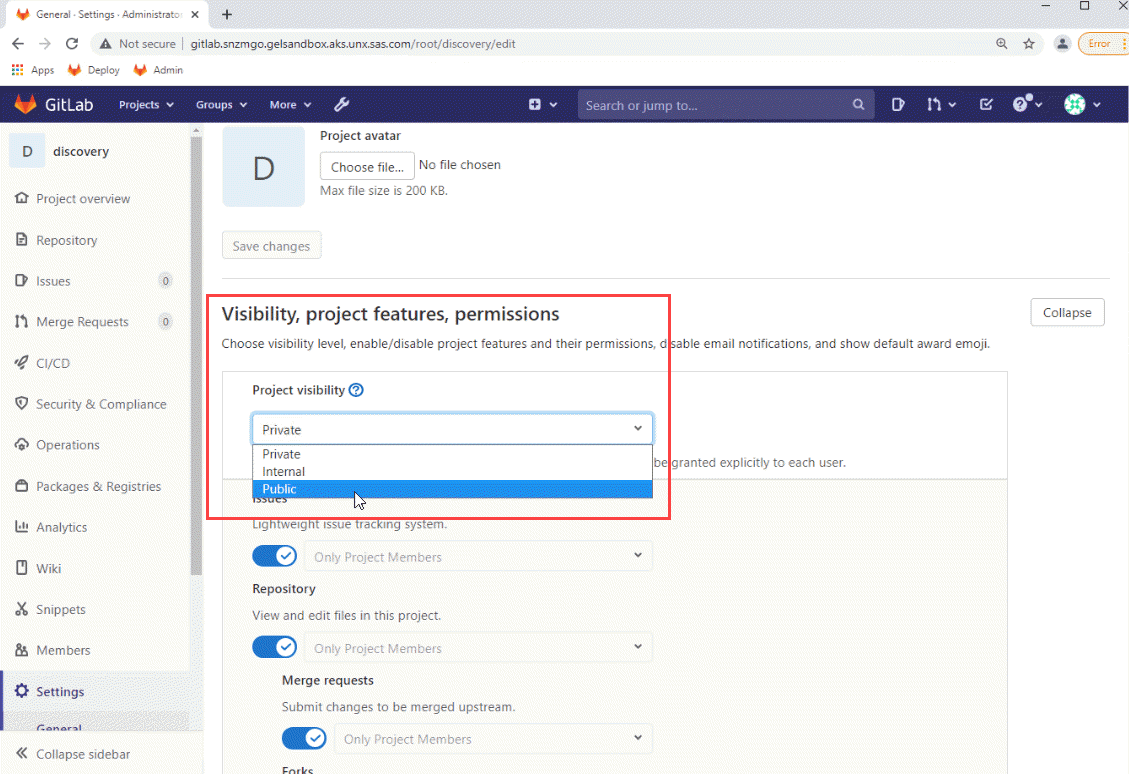 General · Settings · Administrato
Not secure | gitlab.snzmgo.gelsandbox.aks.unx.sas.com/root/discovery/edit
Error
Apps Deploy Admin
GitLab Projects Groups More Search or jump to...
D discovery
Project overview
Repository
Issues 0
Merge Requests 0
CI/CD
Security & Compliance
Operations
Packages & Registries
Analytics
Wiki
Snippets
Members
Settings
General
Collapse sidebar
D
Project avatar
Choose file... No file chosen
Max file size is 200 KB.
Save changes
Visibility, project features, permissions
Collapse
Choose visibility level, enable/disable project features and their permissions, disable email notifications, and show default award emoji.
Project visibility
Private
Private
Internal
Public
be granted explicitly to each user.
Issues
Lightweight issue tracking system.
Only Project Members
Repository
View and edit files in this project.
Only Project Members
Merge requests
Submit changes to be merged upstream.
Only Project Members
Forks